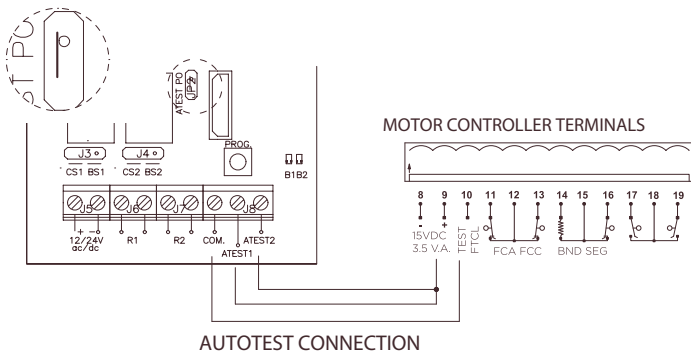 ST PO
ATEST PO
JP2
MOTOR CONTROLLER TERMINALS
PROG.
J3
J4
CS1 BS1
CS2 BS2
B1B2
8 9 10 11 12 13 14 15 16 17 18 19
J5 J6 J7 J8
+ -
12/24V
ac/dc
R1
R2
COM.
ATEST2
ATEST1
- +
15VDC
3.5 V.A.
TEST
FTCL
FCA FCC
BND SEG
AUTOTEST CONNECTION